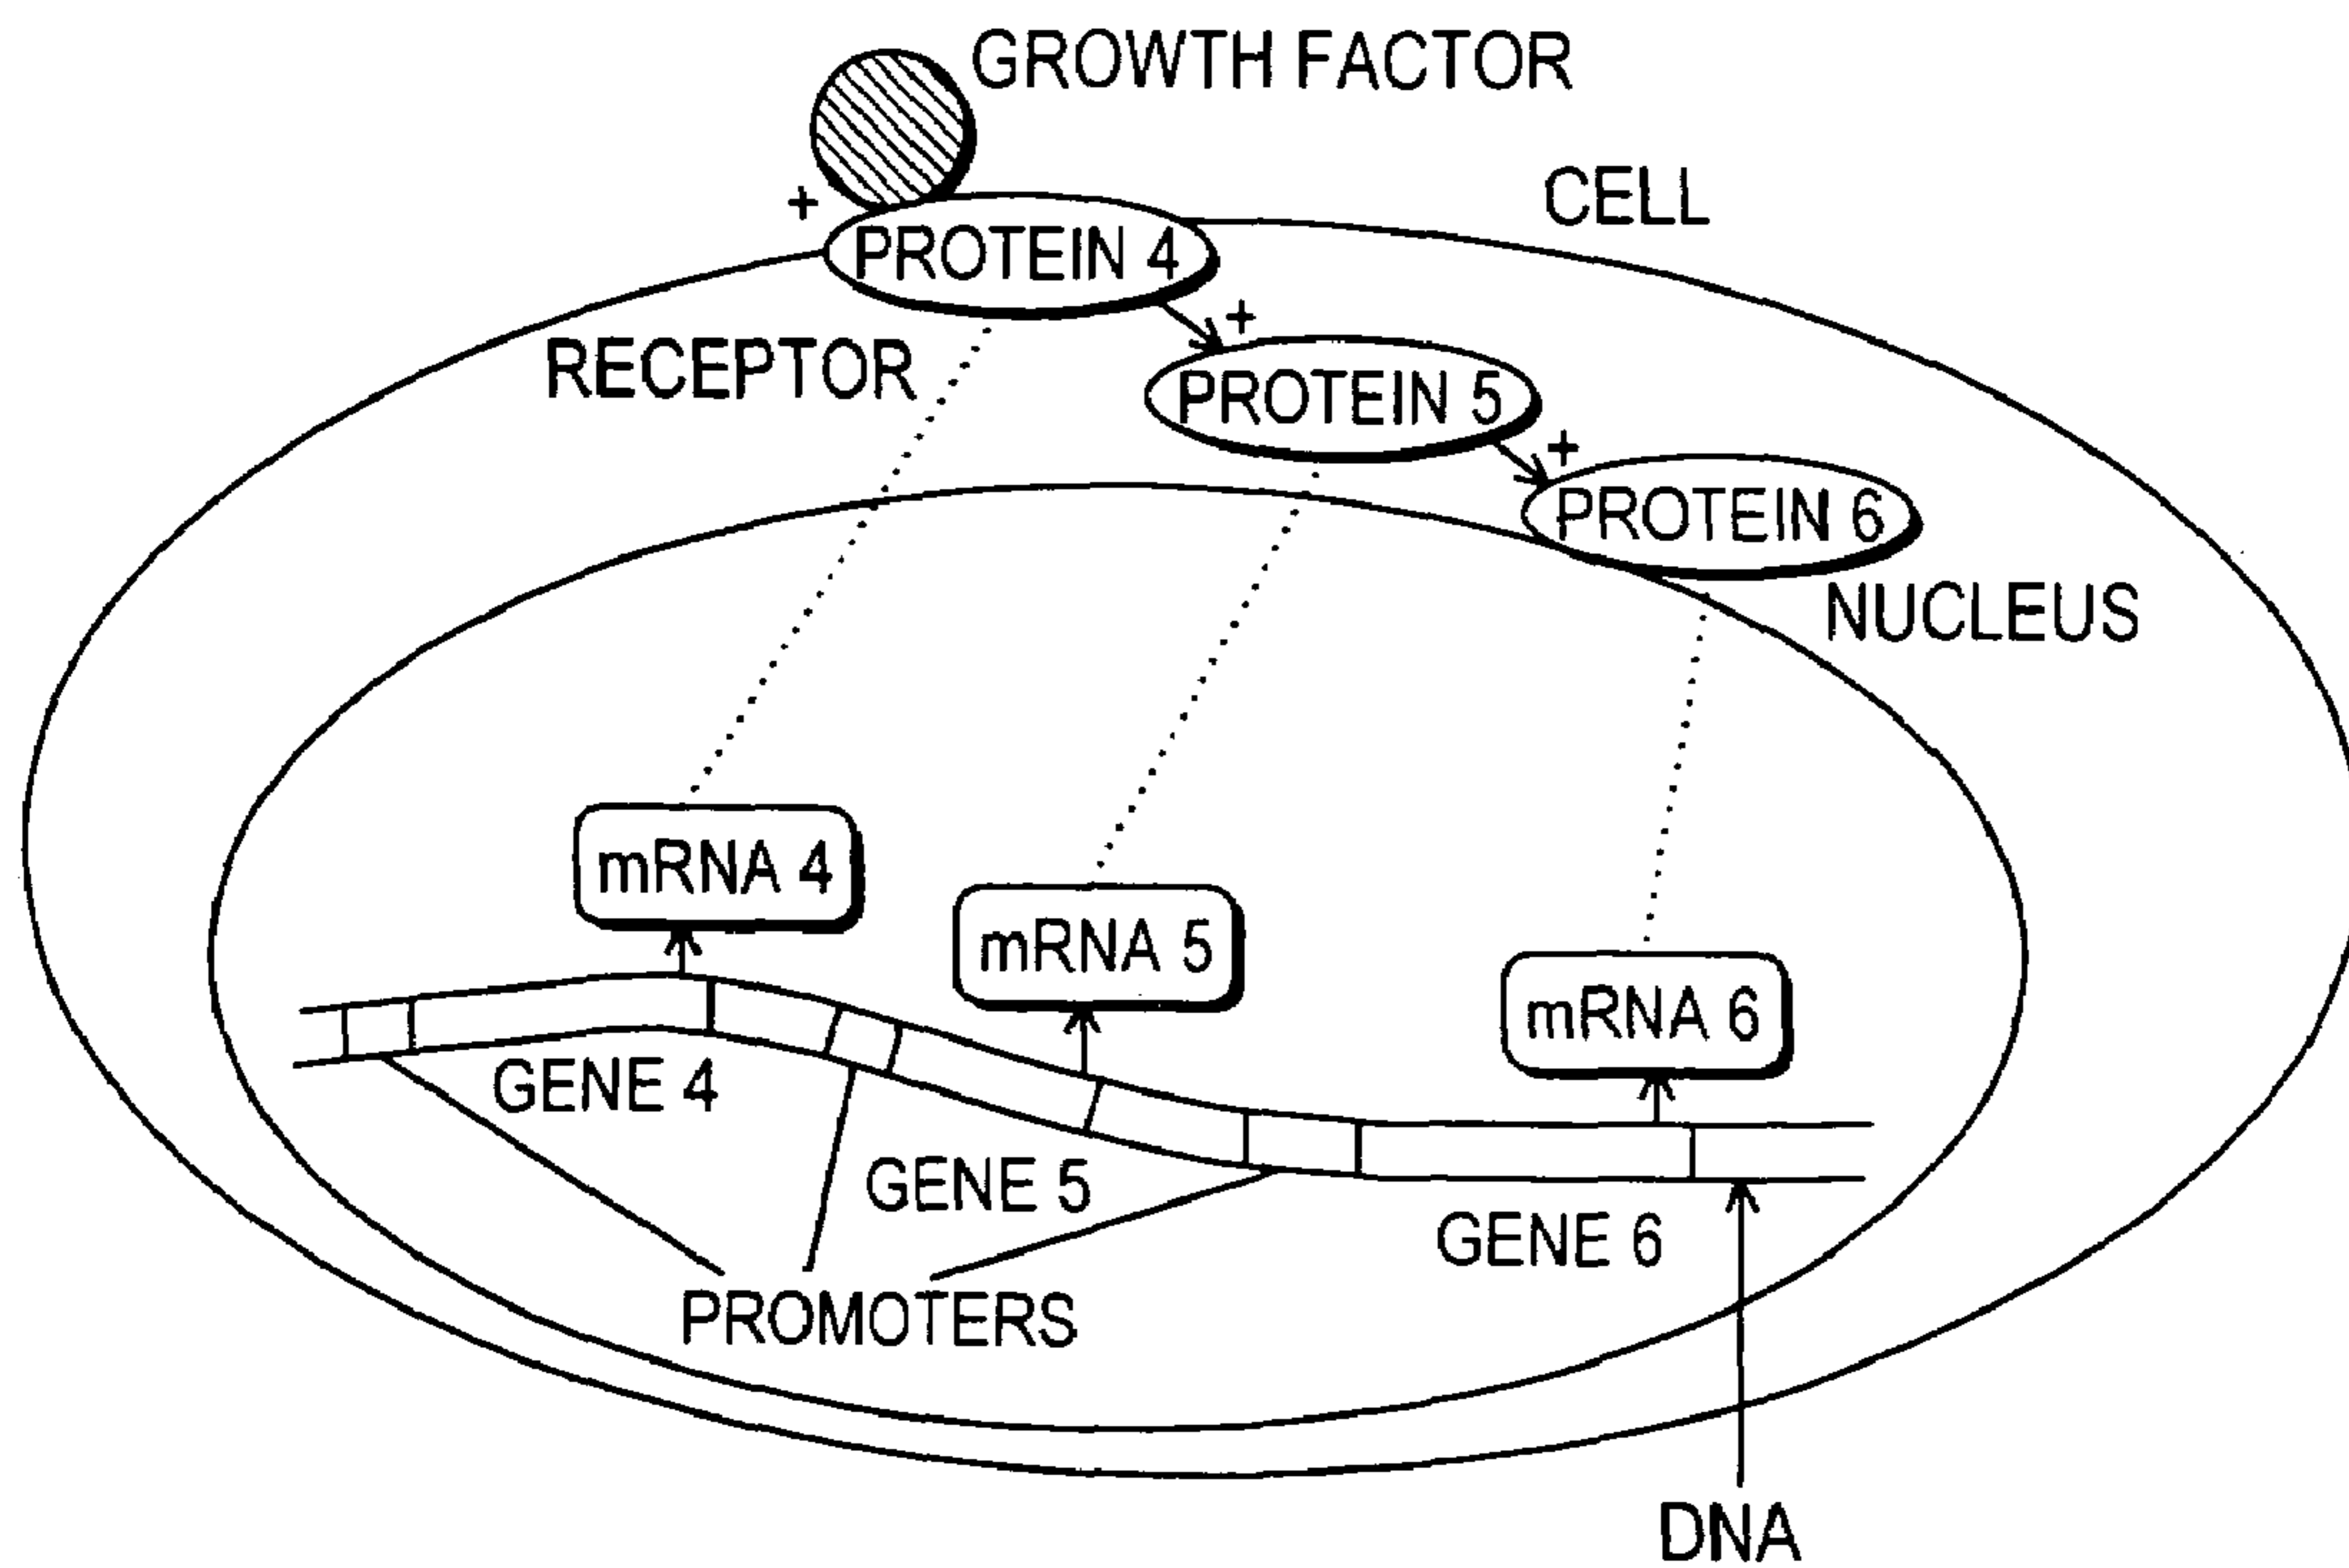 GROWTH FACTOR
CELL
+
PROTEIN 4
+
RECEPTOR
PROTEIN 5
+
PROTEIN 6
NUCLEUS
mRNA 4
mRNA 5
mRNA 6
GENE 4
GENE 5
GENE 6
PROMOTERS
DNA